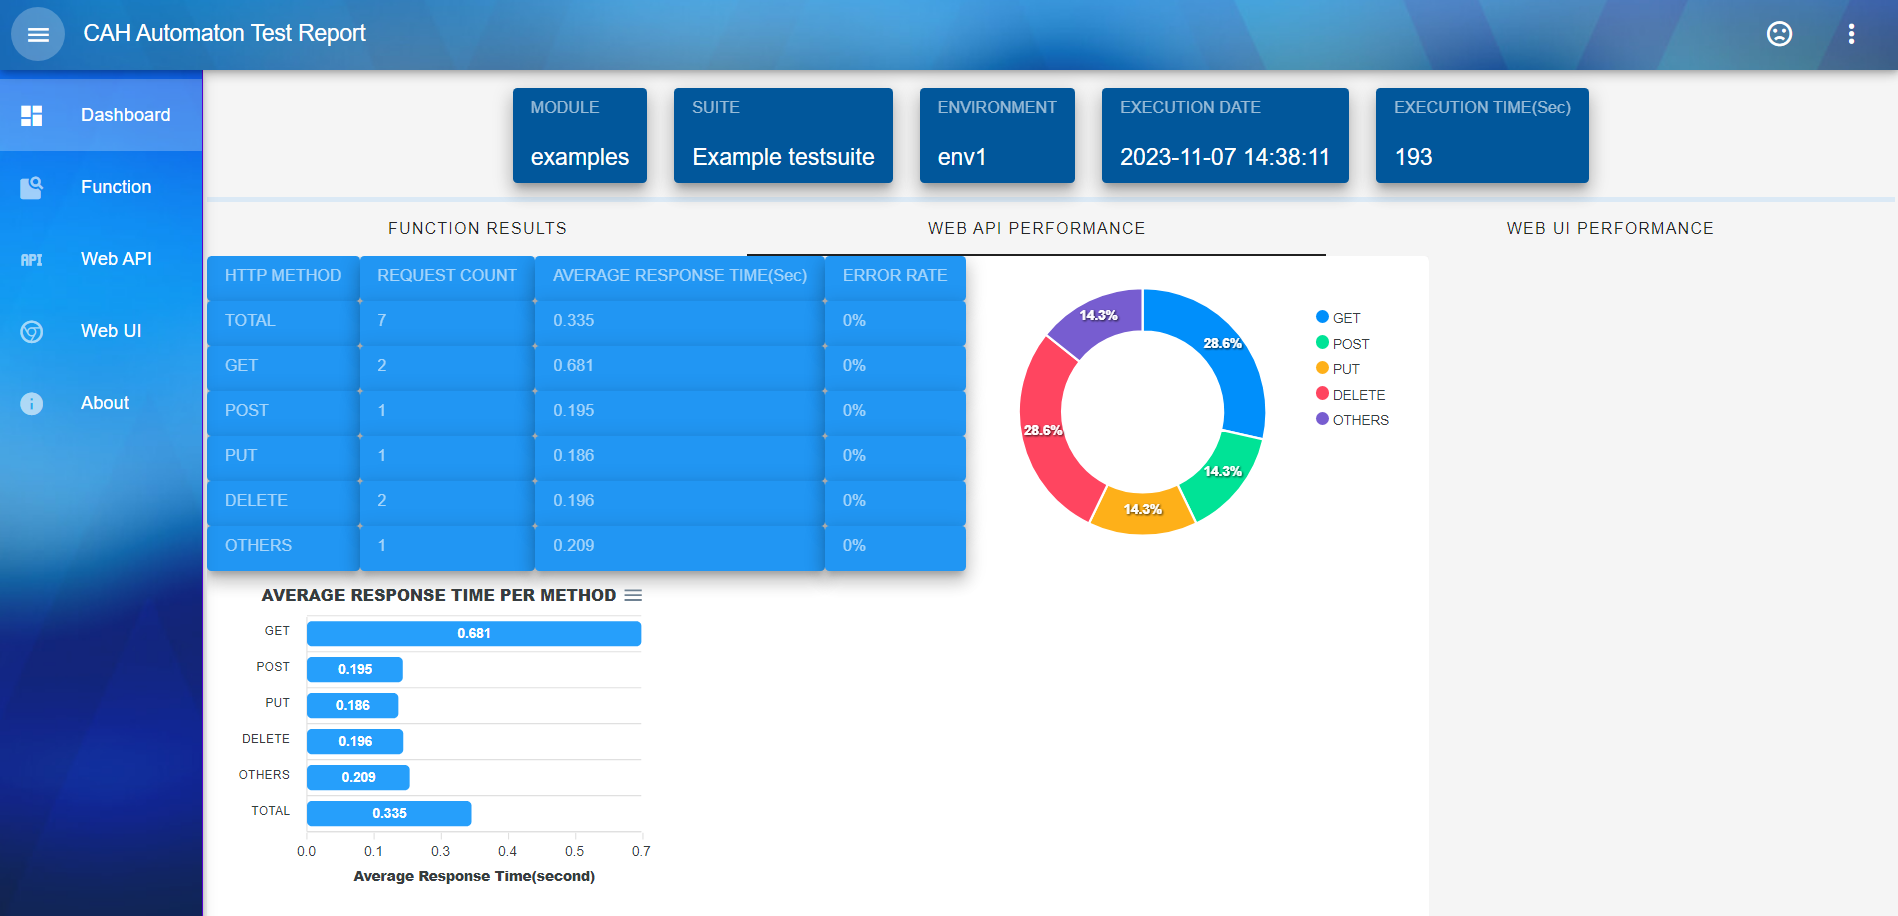 CAH Automaton Test Report
Dashboard
Function
API Web API
Web UI
About
MODULE
examples
SUITE
Example testsuite
ENVIRONMENT
env1
EXECUTION DATE
2023-11-07 14:38:11
EXECUTION TIME(Sec)
193
FUNCTION RESULTS WEB API PERFORMANCE WEB UI PERFORMANCE
HTTP METHOD REQUEST COUNT AVERAGE RESPONSE TIME(Sec) ERROR RATE
TOTAL 7 0.335 0%
GET 2 0.681 0%
POST 1 0.195 0%
PUT 1 0.186 0%
DELETE 2 0.196 0%
OTHERS 1 0.209 0%
14.3%
28.6%
28.6%
14.3%
14.3%
GET
POST
PUT
DELETE
OTHERS
AVERAGE RESPONSE TIME PER METHOD
GET 0.681
POST 0.195
PUT 0.186
DELETE 0.196
OTHERS 0.209
TOTAL 0.335
0.0 0.1 0.3 0.4 0.5 0.7
Average Response Time(second)